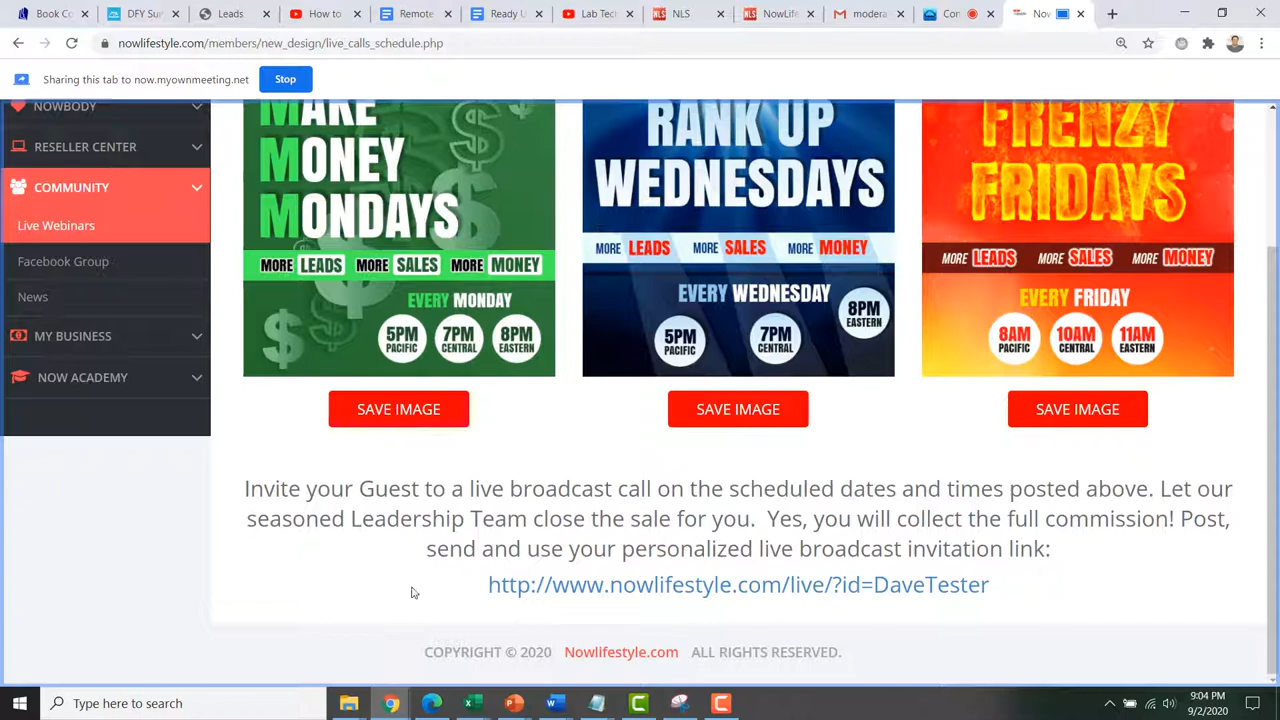 Book Co
DFY Sur
Leads
How to
Remote
Ready U
Lab Tec
NLS
NowLife
modera
Con
Nov
nowlifestyle.com/members/new_design/live_calls_schedule.php
Sharing this tab to now.myownmeeting.net
Stop
NOWBODY
RESELLER CENTER
COMMUNITY
Live Webinars
Facebook Group
News
MY BUSINESS
NOW ACADEMY
MAKE
MONEY
MONDAYS
MORE LEADS MORE SALES MORE MONEY
EVERY MONDAY
5PM PACIFIC
7PM CENTRAL
8PM EASTERN
SAVE IMAGE
RANK UP
WEDNESDAYS
MORE LEADS MORE SALES MORE MONEY
EVERY WEDNESDAY
5PM PACIFIC
7PM CENTRAL
8PM EASTERN
SAVE IMAGE
FRENZY
FRIDAYS
MORE LEADS MORE SALES MORE MONEY
EVERY FRIDAY
8AM PACIFIC
10AM CENTRAL
11AM EASTERN
SAVE IMAGE
Invite your Guest to a live broadcast call on the scheduled dates and times posted above. Let our
seasoned Leadership Team close the sale for you. Yes, you will collect the full commission! Post,
send and use your personalized live broadcast invitation link:
http://www.nowlifestyle.com/live/?id=DaveTester
COPYRIGHT © 2020 Nowlifestyle.com ALL RIGHTS RESERVED.
Type here to search
9:04 PM
9/2/2020